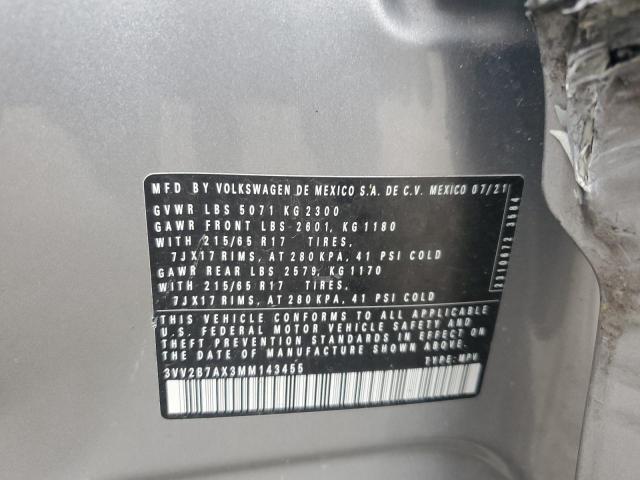 MFD BY VOLKSWAGEN DE MEXICO S.A. DE C.V. MEXICO 07/21
GVWR LBS 5071 KG 2300
GAWR FRONT LBS 2601, KG 1180
WITH 215/65 R17 TIRES,
7JX17 RIMS, AT 280 KPA, 41 PSI COLD
GAWR REAR LBS 2579, KG 1170
WITH 215/65 R17 TIRES,
7JX17 RIMS, AT 280 KPA, 41 PSI COLD
THIS VEHICLE CONFORMS TO ALL APPLICABLE
U.S. FEDERAL MOTOR VEHICLE SAFETY AND
THEFT PREVENTION STANDARDS IN EFFECT ON
THE DATE OF MANUFACTURE SHOWN ABOVE.
3VV2B7AX3MM143455 TYPE: MPV